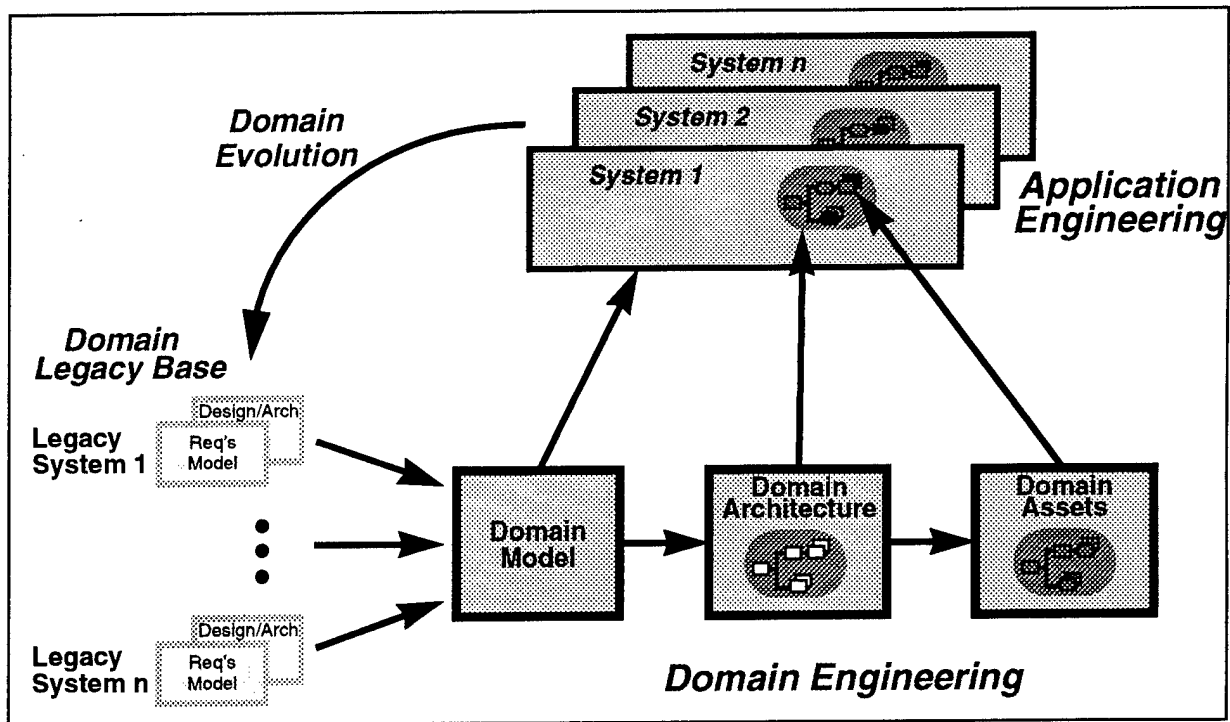 System n
System 2
System 1
Domain
Evolution
Application
Engineering
Domain
Legacy Base
Design/Arch
Req's
Model
Legacy
System 1
Domain
Model
Domain
Architecture
Domain
Assets
Design/Arch
Req's
Model
Legacy
System n
Domain Engineering